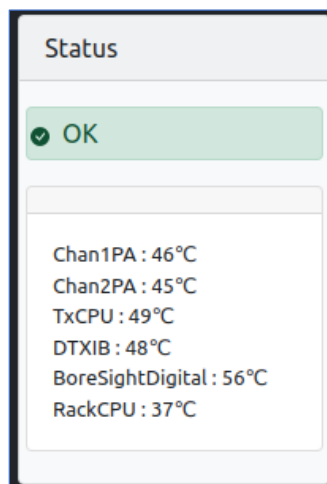 Status
OK
Chan1PA : 46℃
Chan2PA : 45℃
TxCPU : 49℃
DTXIB : 48℃
BoreSightDigital : 56℃
RackCPU : 37℃